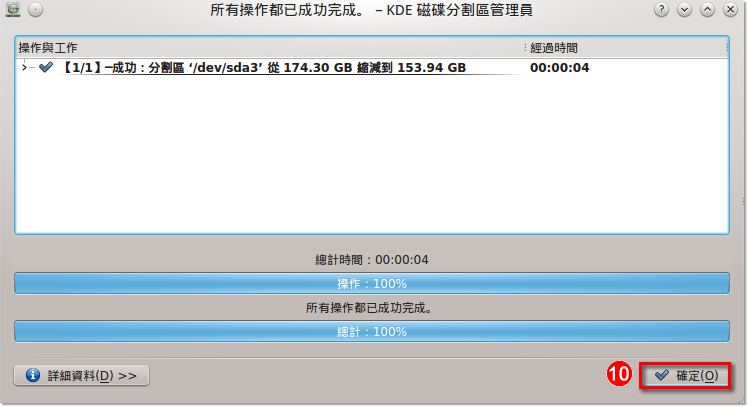 所有操作都已成功完成。 – KDE 磁碟分割區管理員
操作與工作 經過時間
【1/1】─成功：分割區 ‘/dev/sda3’ 從 174.30 GB 縮減到 153.94 GB 00:00:04
總計時間：00:00:04
操作：100%
所有操作都已成功完成。
總計：100%
詳細資料(D) >> 10 確定(O)